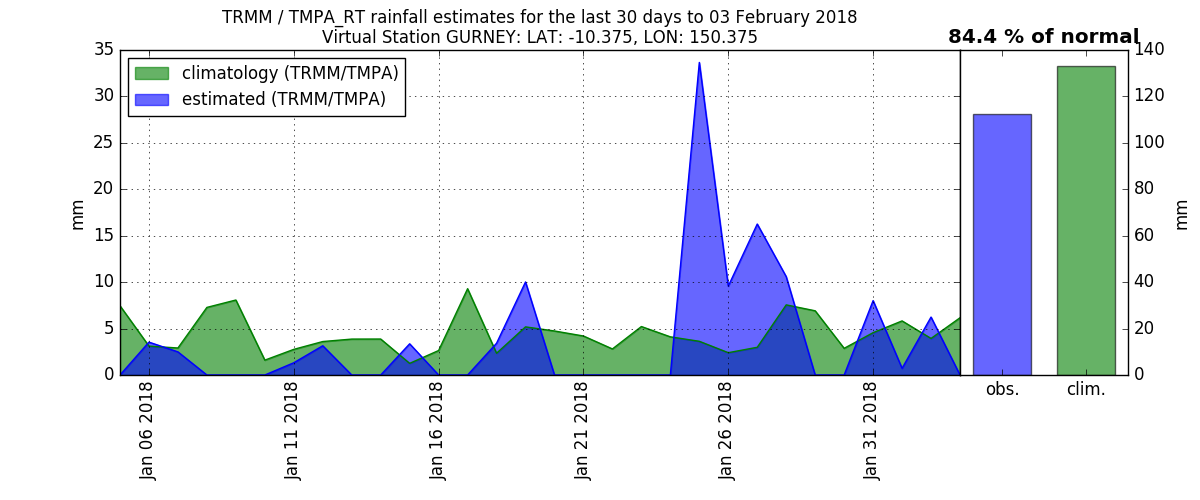 TRMM / TMPA_RT rainfall estimates for the last 30 days to 03 February 2018
Virtual Station GURNEY: LAT: -10.375, LON: 150.375
84.4 % of normal
climatology (TRMM/TMPA)
estimated (TRMM/TMPA)
35
30
25
20
15
10
5
0
mm
140
120
100
80
60
40
20
0
mm
Jan 06 2018
Jan 11 2018
Jan 16 2018
Jan 21 2018
Jan 26 2018
Jan 31 2018
obs.
clim.